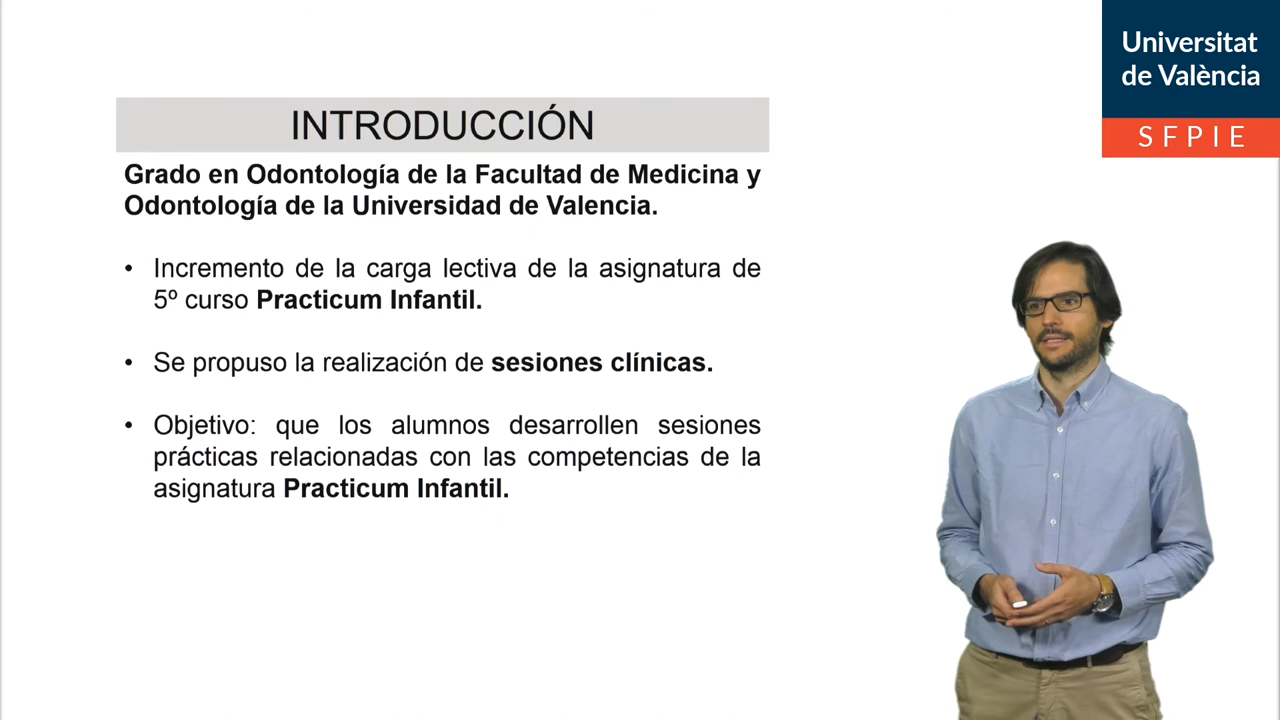 Universitat
de València
SFPIE
INTRODUCCIÓN
Grado en Odontología de la Facultad de Medicina y
Odontología de la Universidad de Valencia.
• Incremento de la carga lectiva de la asignatura de
5º curso Practicum Infantil.
• Se propuso la realización de sesiones clínicas.
• Objetivo: que los alumnos desarrollen sesiones
prácticas relacionadas con las competencias de la
asignatura Practicum Infantil.